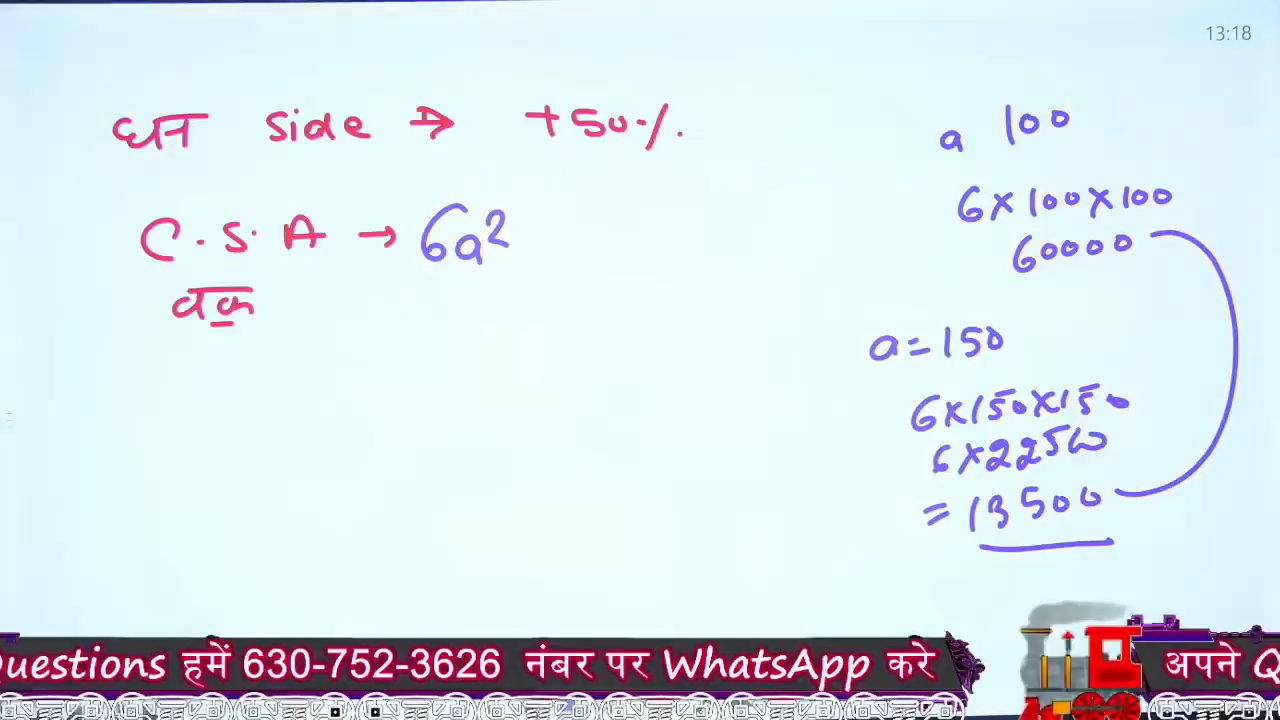 13:18
घन side → +50%.
C.S.A → 6a²
वक्र
a 100
6×100×100
60000
a=150
6×150×150
6×22500
=13500
Questions हमें 630-752-3626 नंबर पर WhatsApp करे
अपने Q